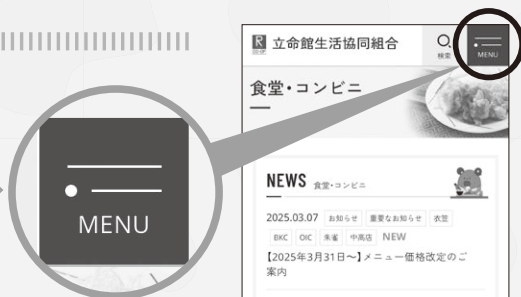 立命館生活協同組合
検索
MENU
食堂・コンビニ
MENU
NEWS 食堂・コンビニ
2025.03.07 お知らせ 重要なお知らせ 衣笠
BKC OIC 朱雀 中高店 NEW
【2025年3月31日〜】メニュー価格改定のご
案内